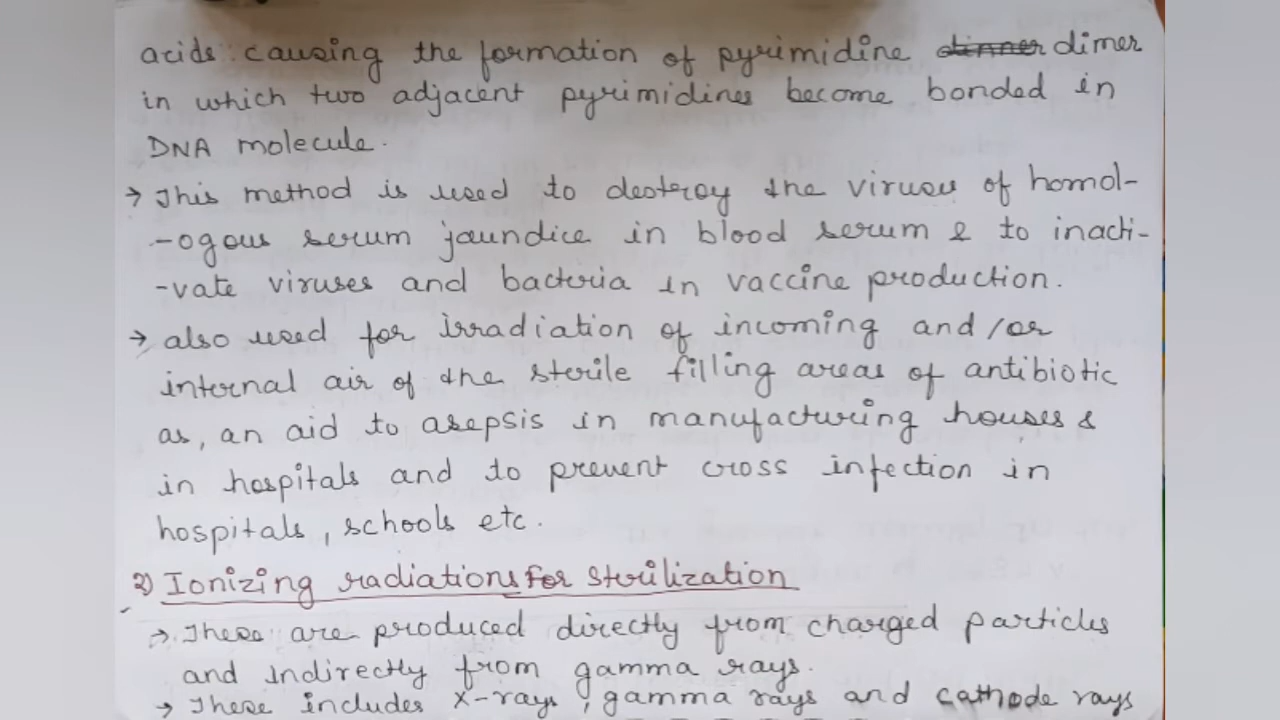 acids causing the formation of pyrimidine dinner dimer
in which two adjacent pyrimidines become bonded in
DNA molecule.
→ This method is used to destroy the viruses of homol-
-ogous serum jaundice in blood serum & to inacti-
-vate viruses and bacteria in vaccine production.
→ also used for irradiation of incoming and/or
internal air of the sterile filling areas of antibiotic
as, an aid to asepsis in manufacturing houses &
in hospitals and to prevent cross infection in
hospitals, schools etc.
2) Ionizing radiations for sterilization
→ These are produced directly from charged particles
and indirectly from gamma rays.
→ These includes X-rays, gamma rays and cathode rays